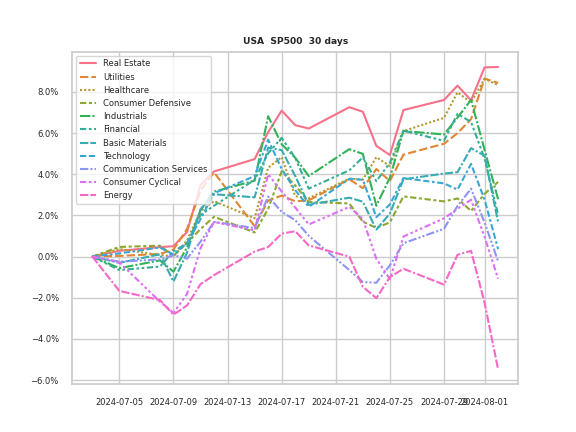 USA SP500 30 days
Real Estate
Utilities
Healthcare
Consumer Defensive
Industrials
Financial
Basic Materials
Technology
Communication Services
Consumer Cyclical
Energy
8.0%
6.0%
4.0%
2.0%
0.0%
−2.0%
−4.0%
−6.0%
2024-07-05 2024-07-09 2024-07-13 2024-07-17 2024-07-21 2024-07-25 2024-07-29 2024-08-01